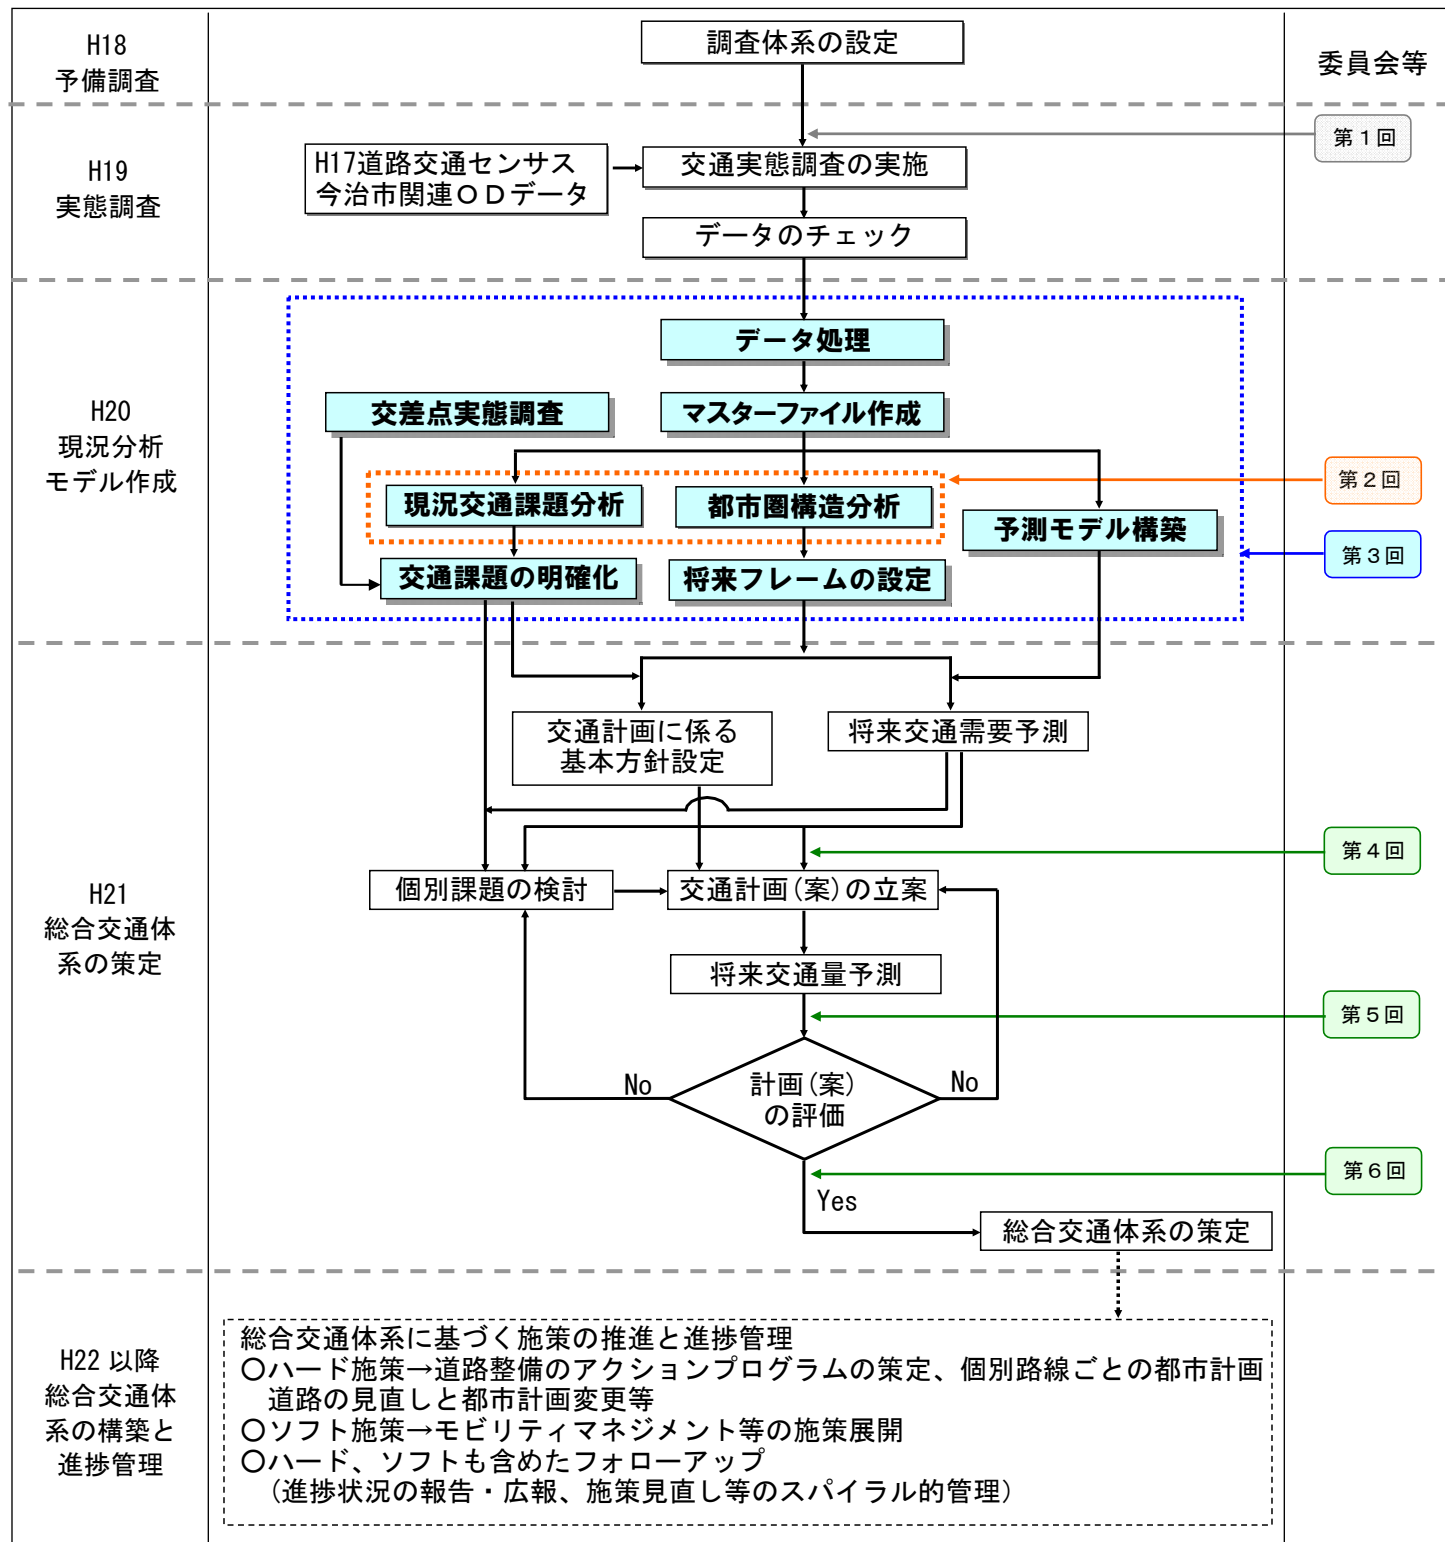 H18
予備調査
調査体系の設定
委員会等
第１回
H19
実態調査
H17道路交通センサス
今治市関連ＯＤデータ
交通実態調査の実施
データのチェック
H20
現況分析
モデル作成
データ処理
交差点実態調査
マスターファイル作成
第２回
現況交通課題分析
都市圏構造分析
予測モデル構築
第３回
交通課題の明確化
将来フレームの設定
交通計画に係る
基本方針設定
将来交通需要予測
H21
総合交通体
系の策定
第４回
個別課題の検討
交通計画(案)の立案
将来交通量予測
第５回
計画(案)
の評価
No
No
第６回
Yes
総合交通体系の策定
H22 以降
総合交通体
系の構築と
進捗管理
総合交通体系に基づく施策の推進と進捗管理
○ハード施策→道路整備のアクションプログラムの策定、個別路線ごとの都市計画
道路の見直しと都市計画変更等
○ソフト施策→モビリティマネジメント等の施策展開
○ハード、ソフトも含めたフォローアップ
（進捗状況の報告・広報、施策見直し等のスパイラル的管理）